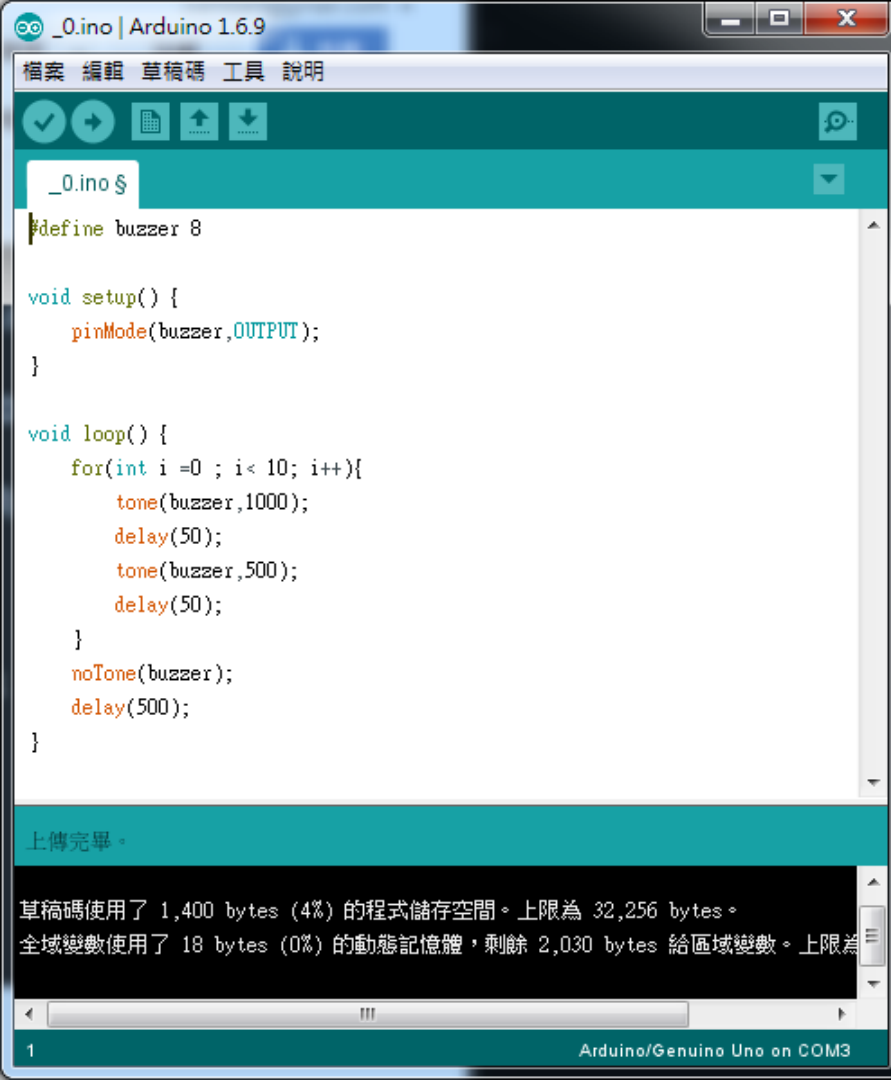 _0.ino | Arduino 1.6.9
檔案 編輯 草稿碼 工具 說明
_0.ino §
#define buzzer 8
void setup() {
pinMode(buzzer,OUTPUT);
}
void loop() {
for(int i =0 ; i< 10; i++){
tone(buzzer,1000);
delay(50);
tone(buzzer,500);
delay(50);
}
noTone(buzzer);
delay(500);
}
上傳完畢。
草稿碼使用了 1,400 bytes (4%) 的程式儲存空間。上限為 32,256 bytes。
全域變數使用了 18 bytes (0%) 的動態記憶體，剩餘 2,030 bytes 給區域變數。上限為
1
Arduino/Genuino Uno on COM3